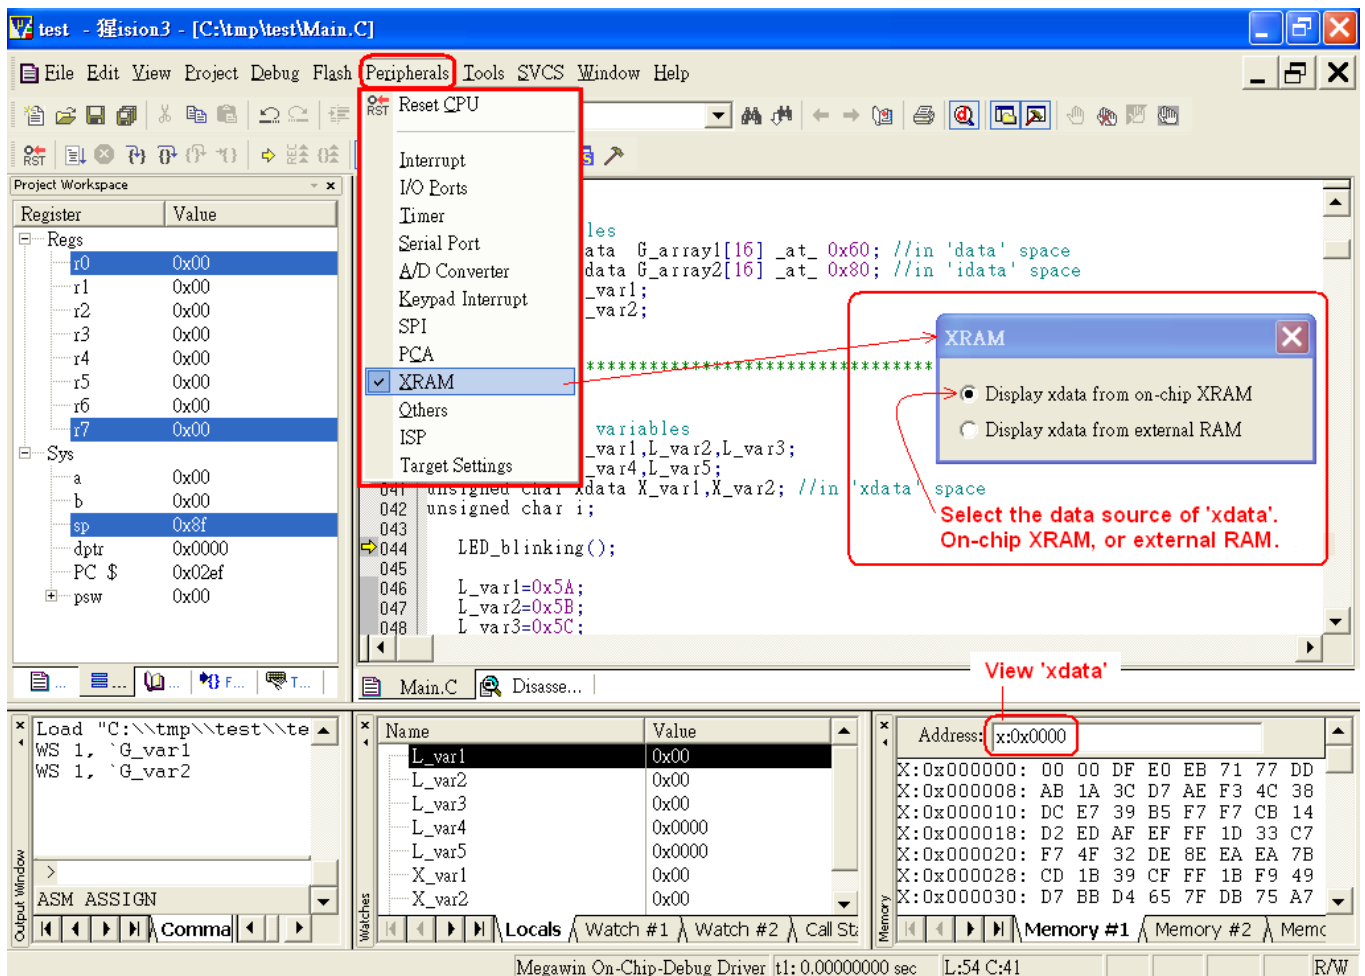 test - 猩ision3 - [C:\tmp\test\Main.C]
File Edit View Project Debug Flash Peripherals Tools SVCS Window Help
Reset CPU
Interrupt
I/O Ports
Timer
Serial Port
A/D Converter
Keypad Interrupt
SPI
PCA
XRAM
Others
ISP
Target Settings
Project Workspace
Register Value
Regs
r0 0x00
r1 0x00
r2 0x00
r3 0x00
r4 0x00
r5 0x00
r6 0x00
r7 0x00
Sys
a 0x00
b 0x00
sp 0x8f
dptr 0x0000
PC $ 0x02ef
psw 0x00
les
ata G_array1[16] _at_ 0x60; //in 'data' space
data G_array2[16] _at_ 0x80; //in 'idata' space
_var1;
_var2;
*********************************
variables
_var1,L_var2,L_var3;
_var4,L_var5;
041 unsigned char xdata X_var1,X_var2; //in 'xdata' space
042 unsigned char i;
043
044 LED_blinking();
045
046 L_var1=0x5A;
047 L_var2=0x5B;
048 L_var3=0x5C;
XRAM
Display xdata from on-chip XRAM
Display xdata from external RAM
Select the data source of 'xdata'.
On-chip XRAM, or external RAM.
... ... ... F... T...
Main.C Disasse...
View 'xdata'
Load "C:\\tmp\\test\\te
WS 1, `G_var1
WS 1, `G_var2
>
ASM ASSIGN
Comma
Output Window
Name Value
L_var1 0x00
L_var2 0x00
L_var3 0x00
L_var4 0x0000
L_var5 0x0000
X_var1 0x00
X_var2 0x00
Locals Watch #1 Watch #2 Call St
Watches
Address: x:0x0000
X:0x000000: 00 00 DF E0 EB 71 77 DD
X:0x000008: AB 1A 3C D7 AE F3 4C 38
X:0x000010: DC E7 39 B5 F7 F7 CB 14
X:0x000018: D2 ED AF EF FF 1D 33 C7
X:0x000020: F7 4F 32 DE 8E EA EA 7B
X:0x000028: CD 1B 39 CF FF 1B F9 49
X:0x000030: D7 BB D4 65 7F DB 75 A7
Memory #1 Memory #2 Memc
Memory
Megawin On-Chip-Debug Driver t1: 0.00000000 sec L:54 C:41 R/W